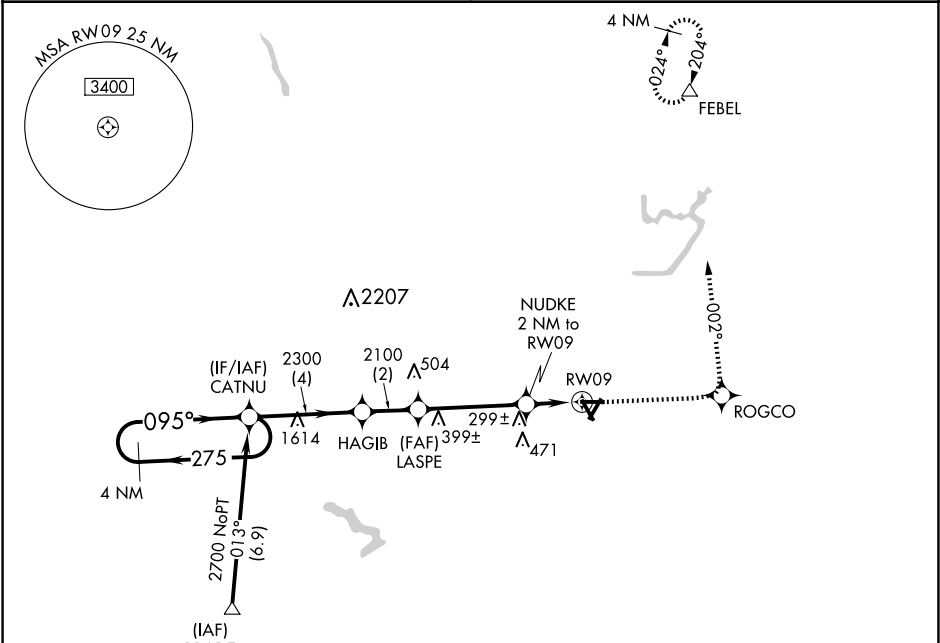 MSA RW09 25 NM
3400
4 NM
024°
204°
FEBEL
2207
NUDKE
2 NM to
RW09
002°
(IF/IAF)
CATNU
2300
(4)
2100
(2)
504
RW09
ROGCO
095°
1614
HAGIB
(FAF)
LASPE
399±
299±
471
275
4 NM
2700 NoPT
013°
(6.9)
(IAF)